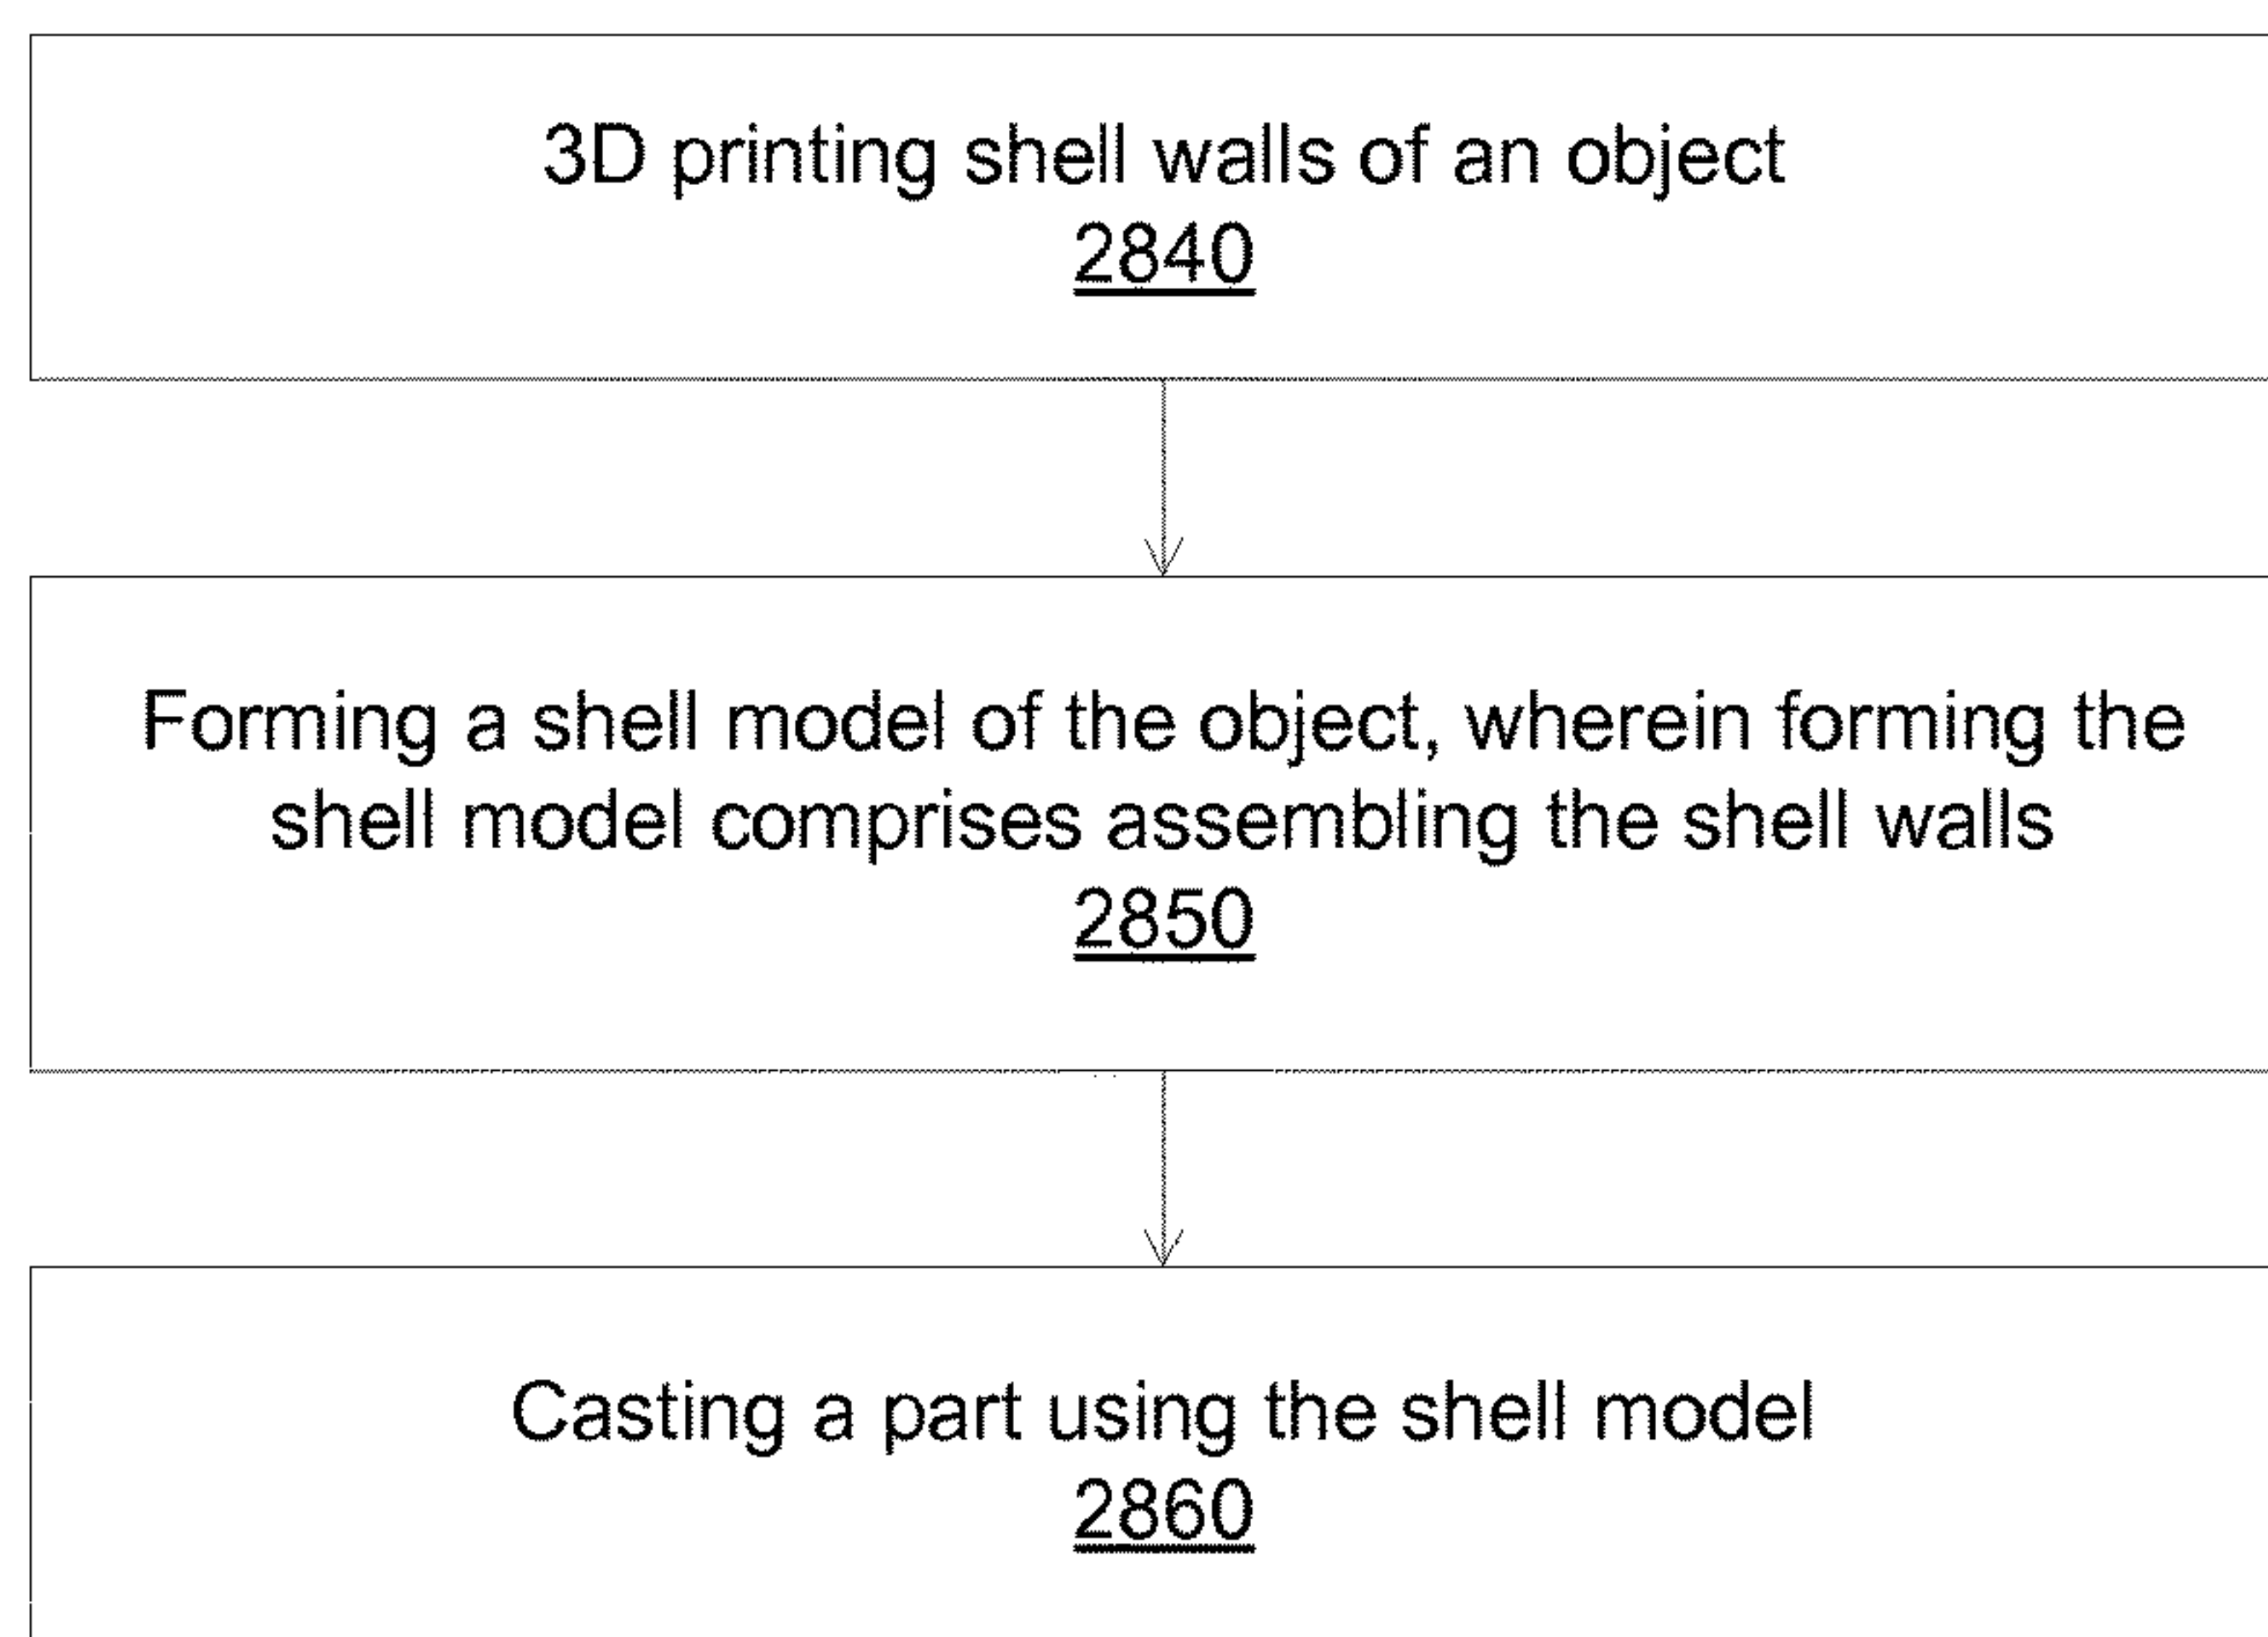 3D printing shell walls of an object
2840
Forming a shell model of the object, wherein forming the
shell model comprises assembling the shell walls
2850
Casting a part using the shell model
2860